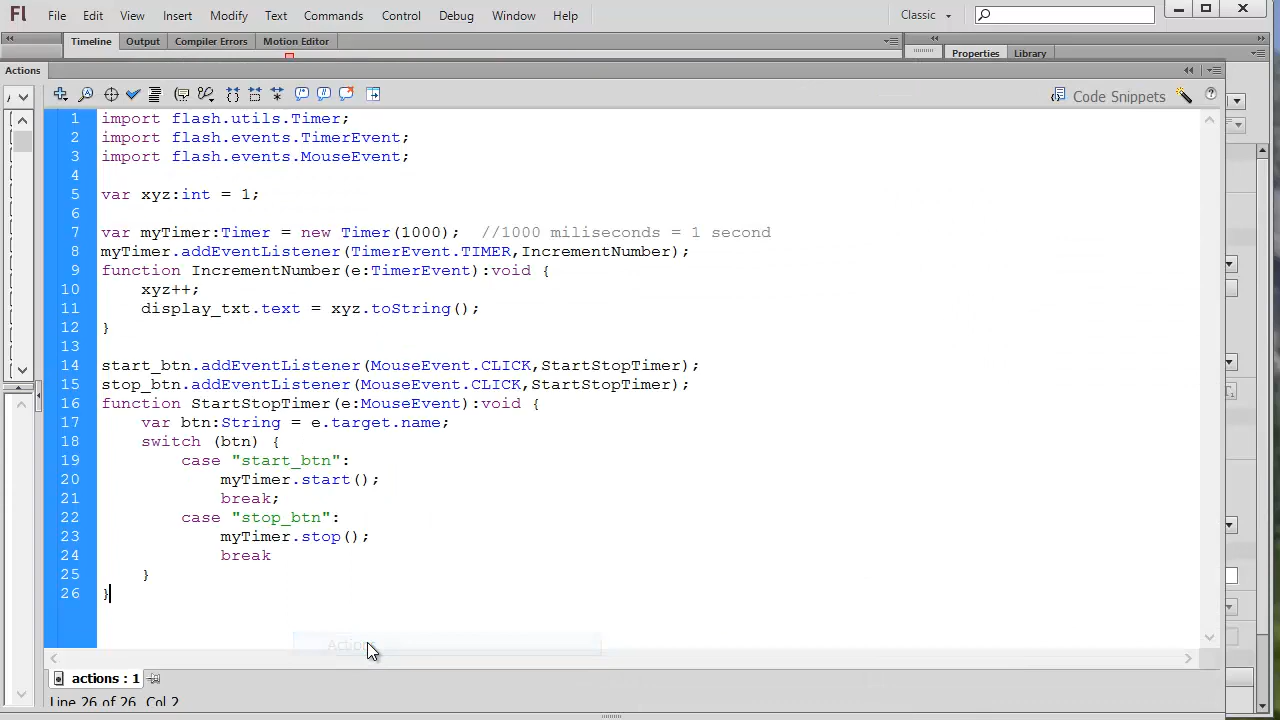 Fl File Edit View Insert Modify Text Commands Control Debug Window Help Classic
Timeline Output Compiler Errors Motion Editor Properties Library
Actions
Code Snippets
1 import flash.utils.Timer;
2 import flash.events.TimerEvent;
3 import flash.events.MouseEvent;
4
5 var xyz:int = 1;
6
7 var myTimer:Timer = new Timer(1000);  //1000 miliseconds = 1 second
8 myTimer.addEventListener(TimerEvent.TIMER,IncrementNumber);
9 function IncrementNumber(e:TimerEvent):void {
10     xyz++;
11     display_txt.text = xyz.toString();
12 }
13
14 start_btn.addEventListener(MouseEvent.CLICK,StartStopTimer);
15 stop_btn.addEventListener(MouseEvent.CLICK,StartStopTimer);
16 function StartStopTimer(e:MouseEvent):void {
17     var btn:String = e.target.name;
18     switch (btn) {
19         case "start_btn":
20             myTimer.start();
21             break;
22         case "stop_btn":
23             myTimer.stop();
24             break
25     }
26 }
Actions
actions : 1
Line 26 of 26, Col 2